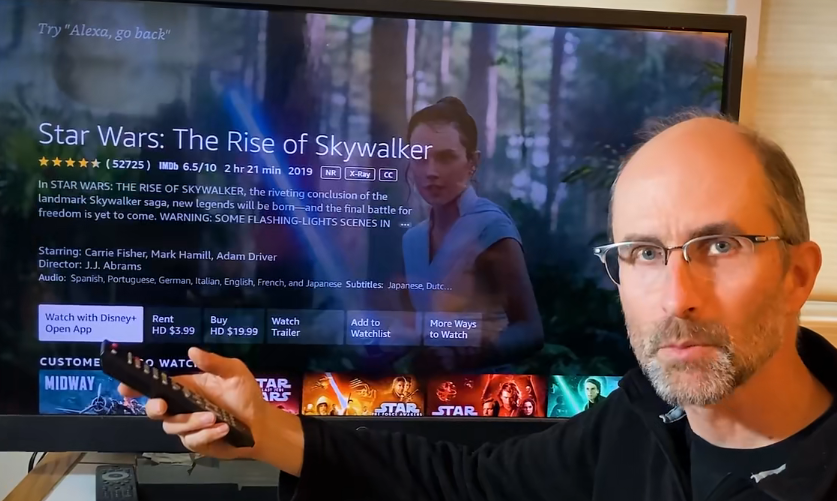 Try "Alexa, go back"
Star Wars: The Rise of Skywalker
(52725) IMDb 6.5/10 2 hr 21 min 2019 NR X-Ray CC
In STAR WARS: THE RISE OF SKYWALKER, the riveting conclusion of the
landmark Skywalker saga, new legends will be born—and the final battle for
freedom is yet to come. WARNING: SOME FLASHING-LIGHTS SCENES IN ...
Starring: Carrie Fisher, Mark Hamill, Adam Driver
Director: J.J. Abrams
Audio: Spanish, Portuguese, German, Italian, English, French, and Japanese Subtitles: Japanese, Dutc...
Watch with Disney+
Open App
Rent
HD $3.99
Buy
HD $19.99
Watch
Trailer
Add to
Watchlist
More Ways
to Watch
CUSTOME O WATCH
MIDWAY
STAR
WARS
STAR
STAR